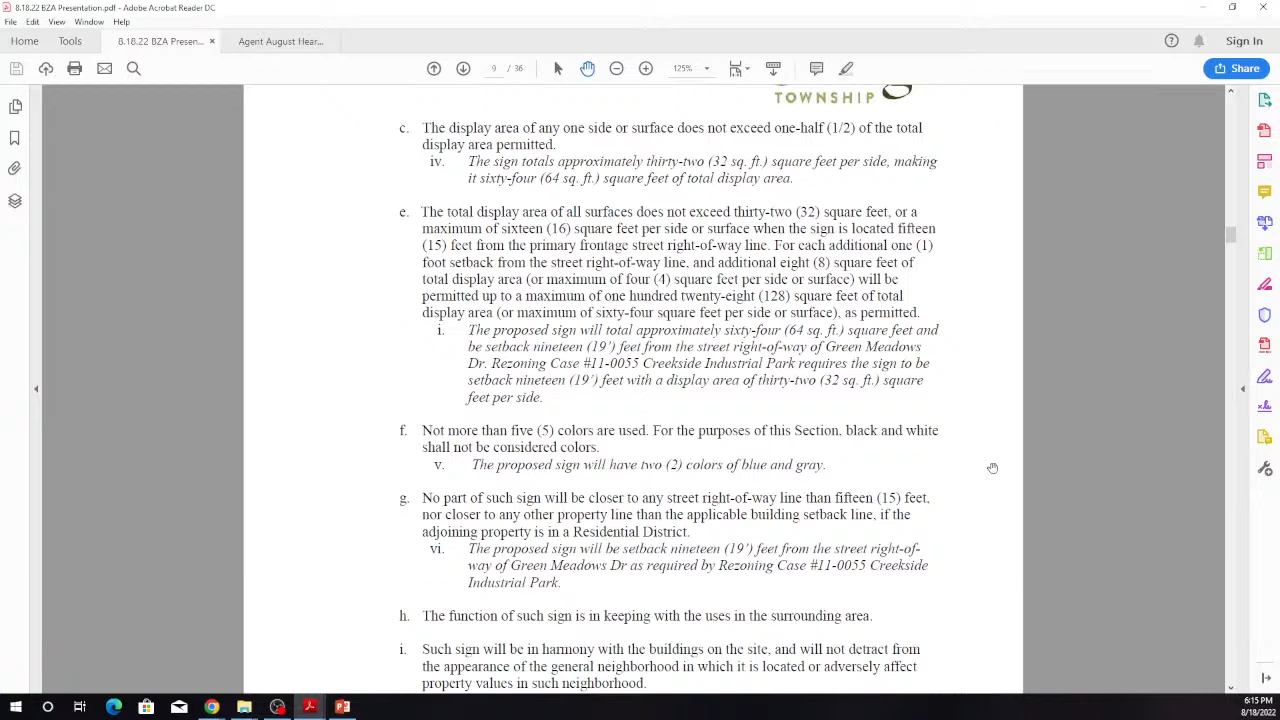 8.18.22 BZA Presentation.pdf - Adobe Acrobat Reader DC
File Edit View Window Help
Home Tools 8.18.22 BZA Presen... × Agent August Hear... Sign In
9 / 36 125% Share
TOWNSHIP
c. The display area of any one side or surface does not exceed one-half (1/2) of the total
display area permitted.
iv. The sign totals approximately thirty-two (32 sq. ft.) square feet per side, making
it sixty-four (64 sq. ft.) square feet of total display area.
e. The total display area of all surfaces does not exceed thirty-two (32) square feet, or a
maximum of sixteen (16) square feet per side or surface when the sign is located fifteen
(15) feet from the primary frontage street right-of-way line. For each additional one (1)
foot setback from the street right-of-way line, and additional eight (8) square feet of
total display area (or maximum of four (4) square feet per side or surface) will be
permitted up to a maximum of one hundred twenty-eight (128) square feet of total
display area (or maximum of sixty-four square feet per side or surface), as permitted.
i. The proposed sign will total approximately sixty-four (64 sq. ft.) square feet and
be setback nineteen (19’) feet from the street right-of-way of Green Meadows
Dr. Rezoning Case #11-0055 Creekside Industrial Park requires the sign to be
setback nineteen (19’) feet with a display area of thirty-two (32 sq. ft.) square
feet per side.
f. Not more than five (5) colors are used. For the purposes of this Section, black and white
shall not be considered colors.
v. The proposed sign will have two (2) colors of blue and gray.
g. No part of such sign will be closer to any street right-of-way line than fifteen (15) feet,
nor closer to any other property line than the applicable building setback line, if the
adjoining property is in a Residential District.
vi. The proposed sign will be setback nineteen (19’) feet from the street right-of-
way of Green Meadows Dr as required by Rezoning Case #11-0055 Creekside
Industrial Park.
h. The function of such sign is in keeping with the uses in the surrounding area.
i. Such sign will be in harmony with the buildings on the site, and will not detract from
the appearance of the general neighborhood in which it is located or adversely affect
property values in such neighborhood.
6:15 PM
8/18/2022